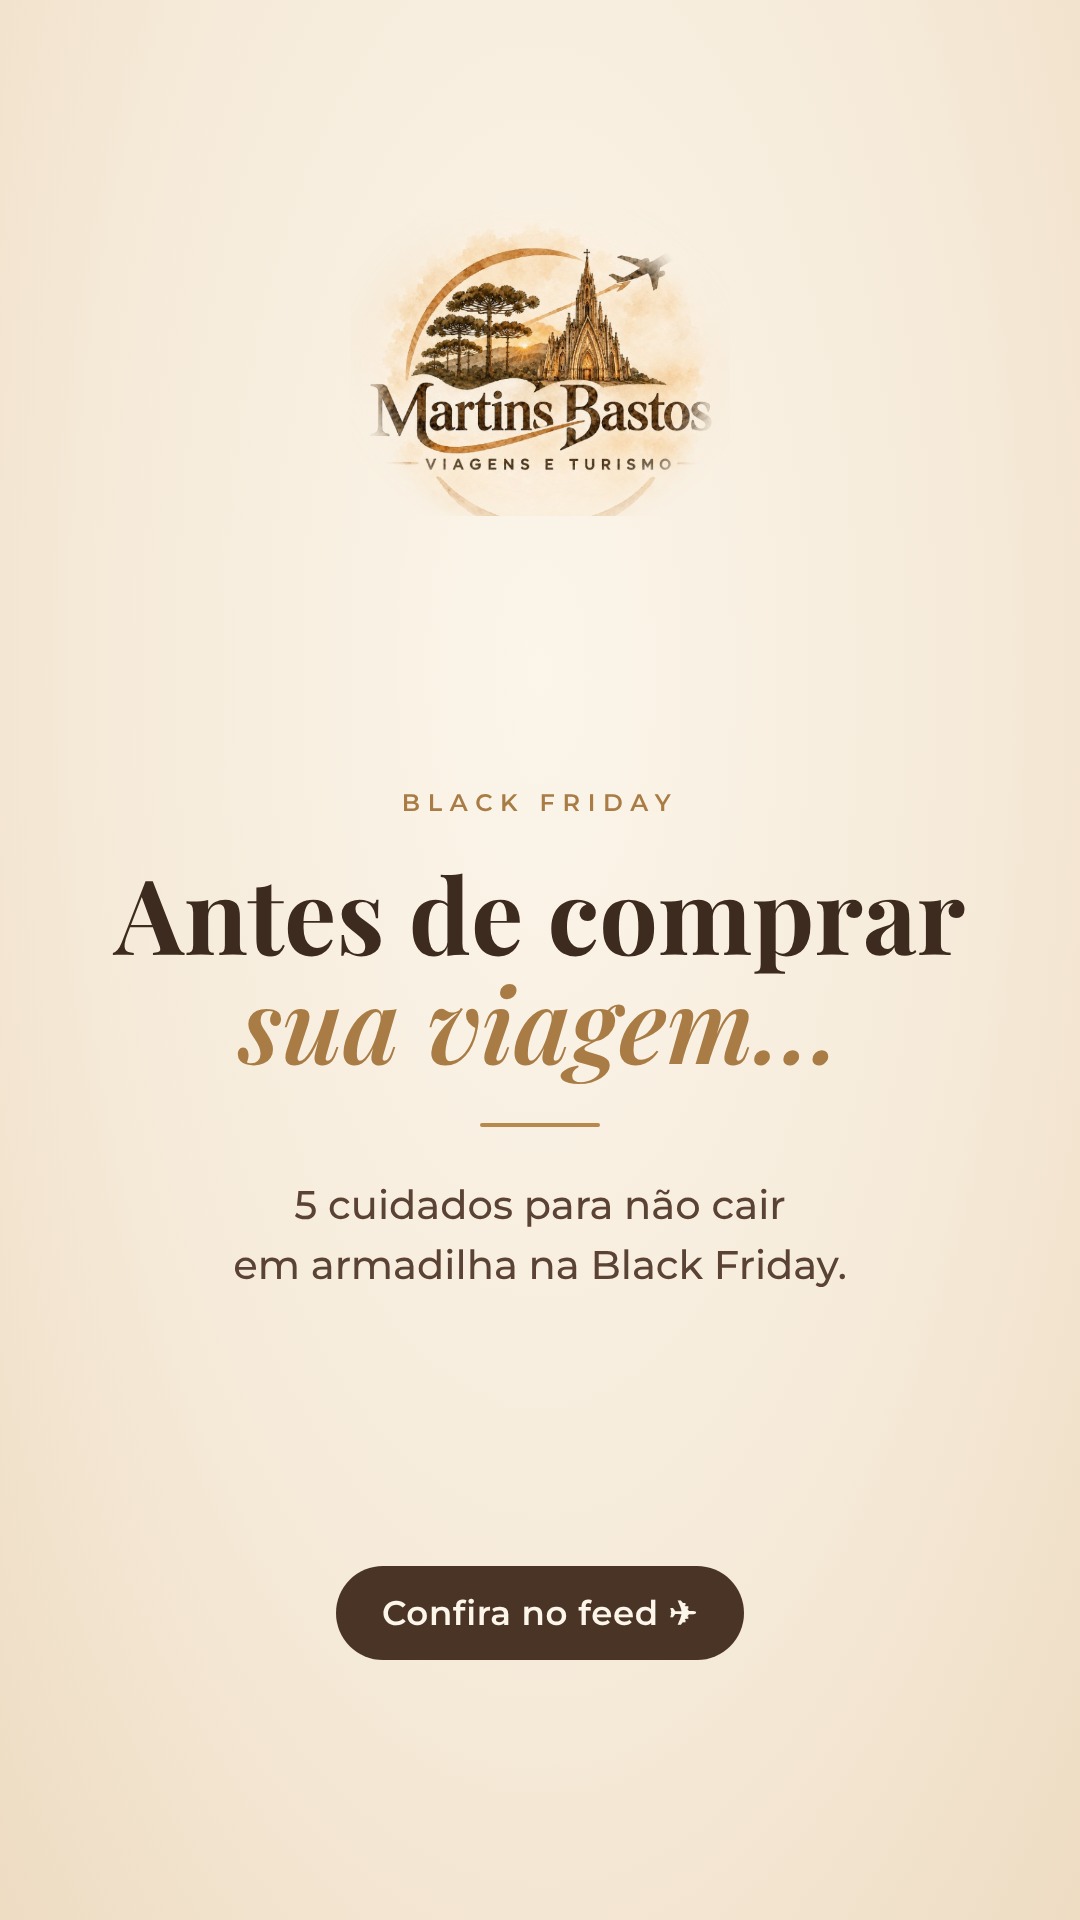 Martins Bastos
VIAGENS E TURISMO
BLACK FRIDAY
Antes de comprar
sua viagem...
5 cuidados para não cair
em armadilha na Black Friday.
Confira no feed ✈